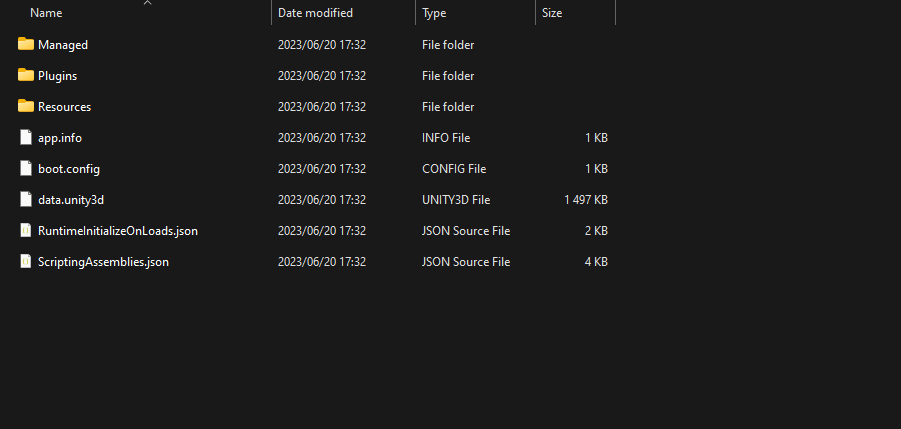 Name Date modified Type Size
Managed 2023/06/20 17:32 File folder
Plugins 2023/06/20 17:32 File folder
Resources 2023/06/20 17:32 File folder
app.info 2023/06/20 17:32 INFO File 1 KB
boot.config 2023/06/20 17:32 CONFIG File 1 KB
data.unity3d 2023/06/20 17:32 UNITY3D File 1 497 KB
RuntimeInitializeOnLoads.json 2023/06/20 17:32 JSON Source File 2 KB
ScriptingAssemblies.json 2023/06/20 17:32 JSON Source File 4 KB